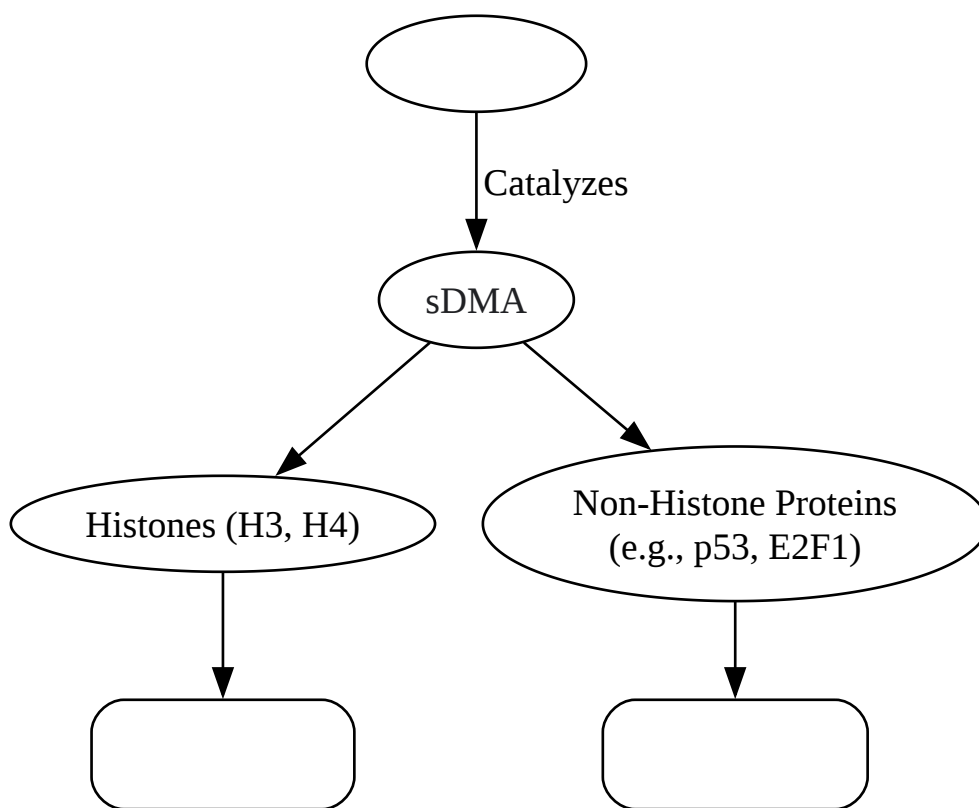 Catalyzes
sDMA
Histones (H3, H4)
Non-Histone Proteins
(e.g., p53, E2F1)